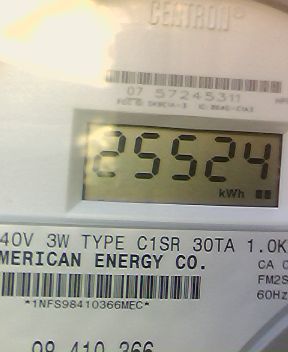 CENTRON®
07 57245311
25524
kWh
40V 3W TYPE C1SR 30TA 1.0K
MERICAN ENERGY CO.
CA 0
FM2S
60Hz
*1NFS98410366MEC*
98 410 366